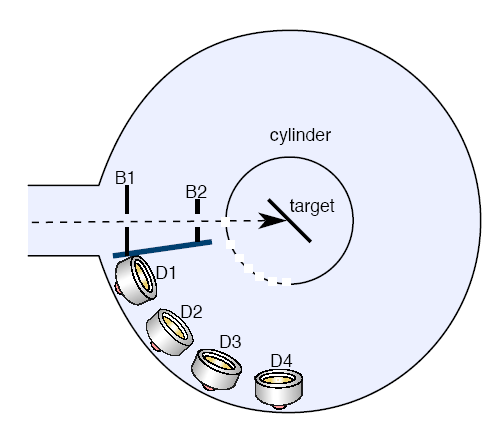 cylinder
B1
B2
target
D1
D2
D3
D4